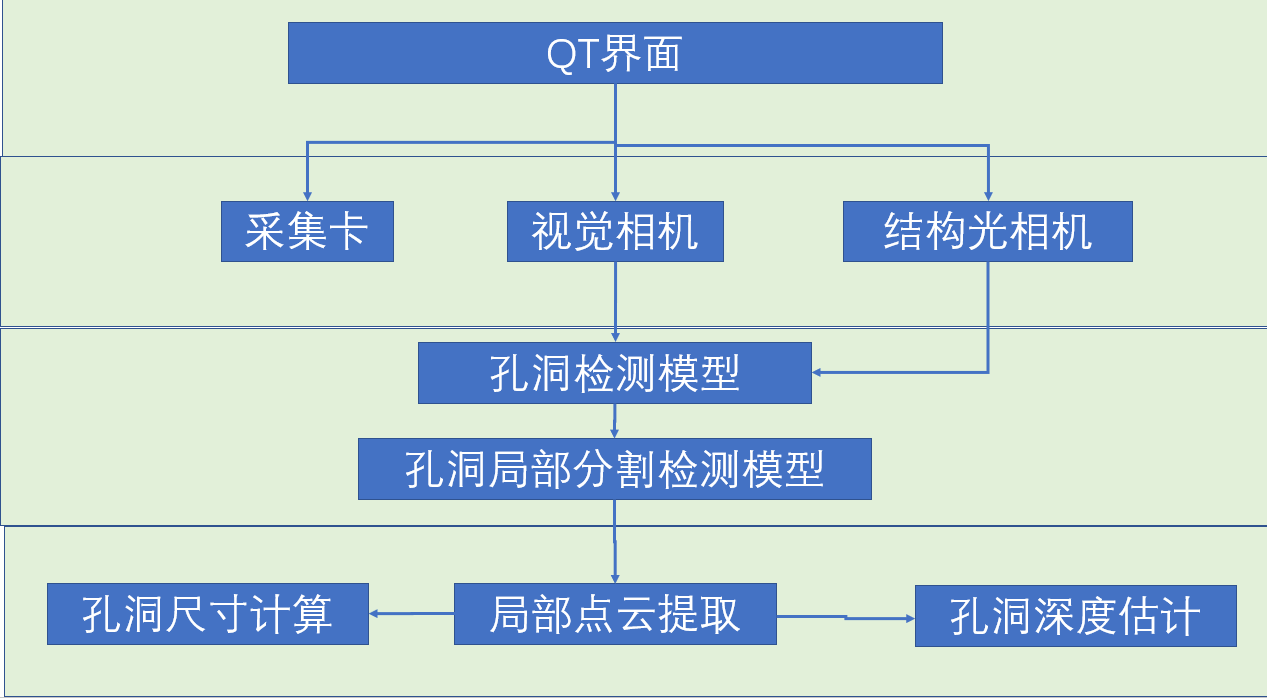 QT界面
采集卡
视觉相机
结构光相机
孔洞检测模型
孔洞局部分割检测模型
孔洞尺寸计算
局部点云提取
孔洞深度估计